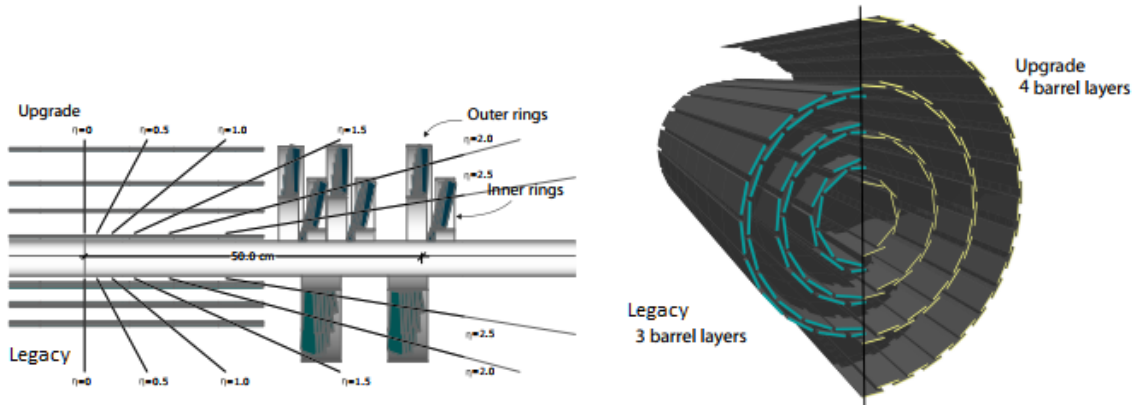 Upgrade
η=0
η=0.5
η=1.0
η=1.5
Outer rings
η=2.0
η=2.5
Inner rings
50.0 cm
η=2.5
Legacy
η=2.0
η=0
η=0.5
η=1.0
η=1.5
Upgrade
4 barrel layers
Legacy
3 barrel layers